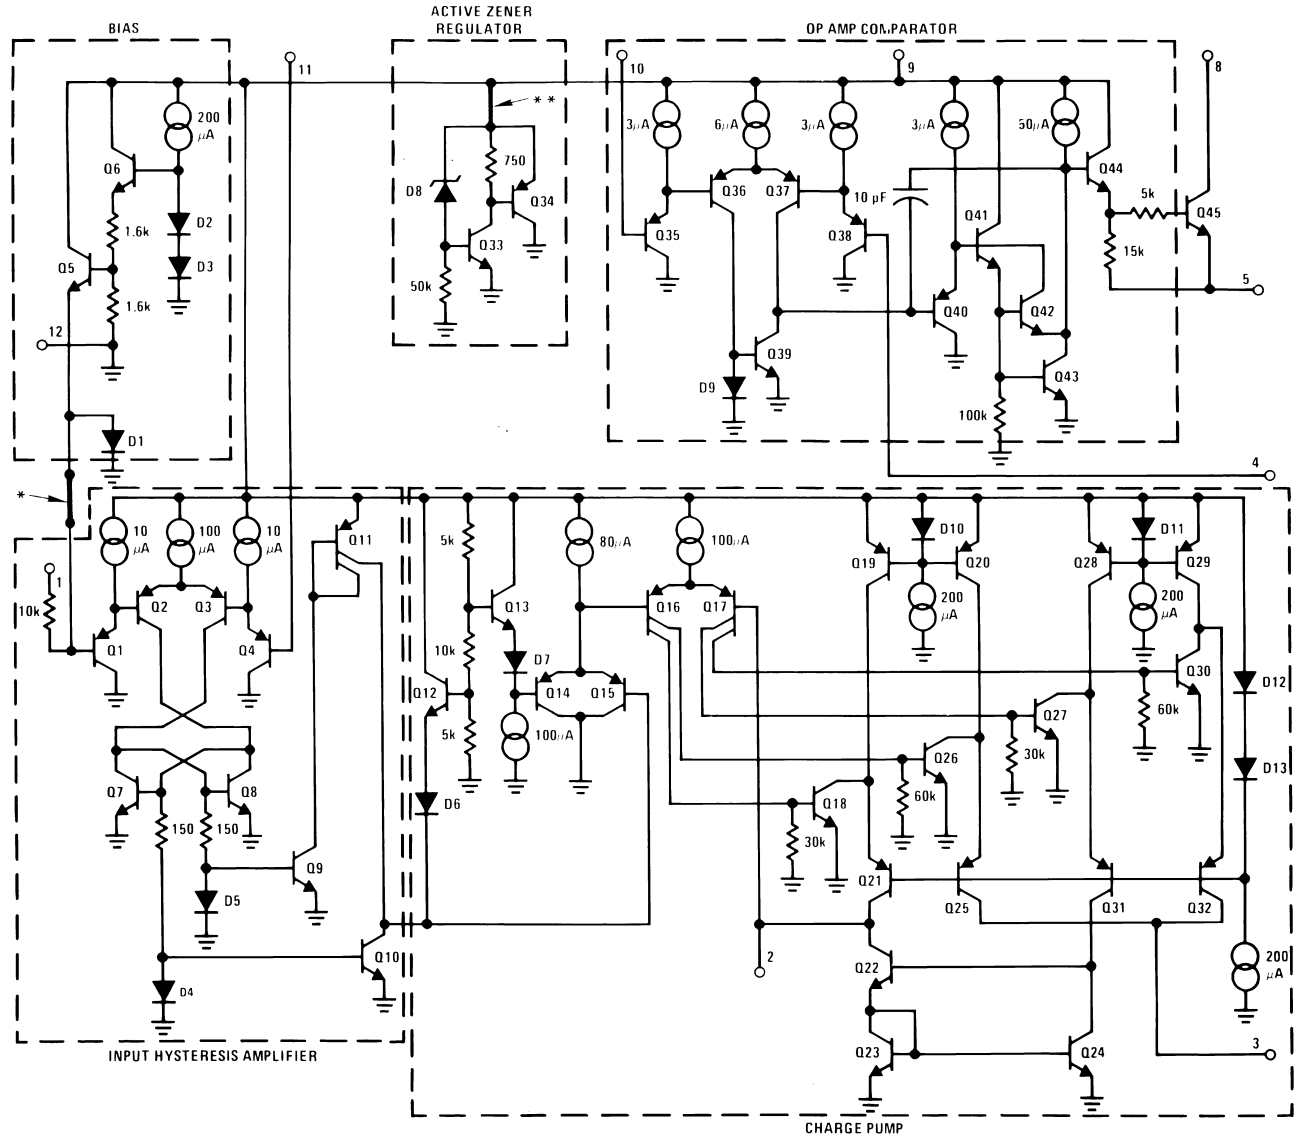 BIAS
ACTIVE ZENER
REGULATOR
OP AMP COMPARATOR
11
10
9
8
200
µA
Q6
D2
D3
1.6k
1.6k
Q5
12
D1
*
* *
D8
750
Q34
Q33
50k
3µA
6µA
3µA
3µA
50µA
Q36
Q37
10 pF
Q35
Q38
Q41
Q44
5k
Q45
15k
5
Q40
Q42
Q39
D9
Q43
100k
4
1
10k
10
µA
100
µA
10
µA
Q11
Q2
Q3
Q1
Q4
Q7
Q8
150
150
Q9
D5
Q10
D4
INPUT HYSTERESIS AMPLIFIER
5k
80µA
100µA
Q13
Q16
Q17
10k
D7
Q12
Q14
Q15
5k
100µA
D6
D10
Q19
Q20
200
µA
D11
Q28
Q29
200
µA
Q30
60k
D12
Q27
30k
D13
Q26
60k
Q18
30k
Q21
Q25
Q31
Q32
2
Q22
200
µA
Q23
Q24
3
CHARGE PUMP